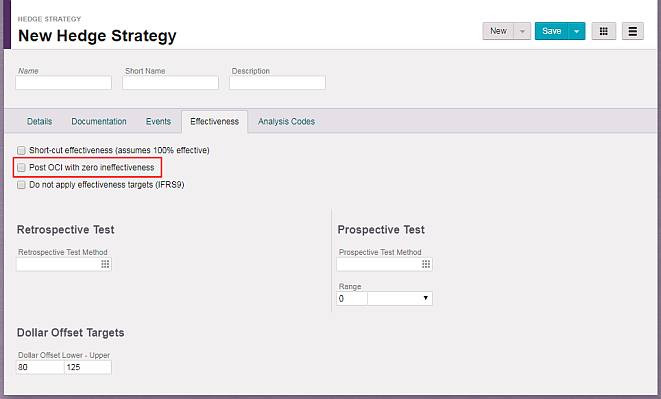 HEDGE STRATEGY
New Hedge Strategy
New
Save
Name Short Name Description
Details Documentation Events Effectiveness Analysis Codes
Short-cut effectiveness (assumes 100% effective)
Post OCI with zero ineffectiveness
Do not apply effectiveness targets (IFRS9)
Retrospective Test
Retrospective Test Method
Prospective Test
Prospective Test Method
Range
0
Dollar Offset Targets
Dollar Offset Lower - Upper
80 125